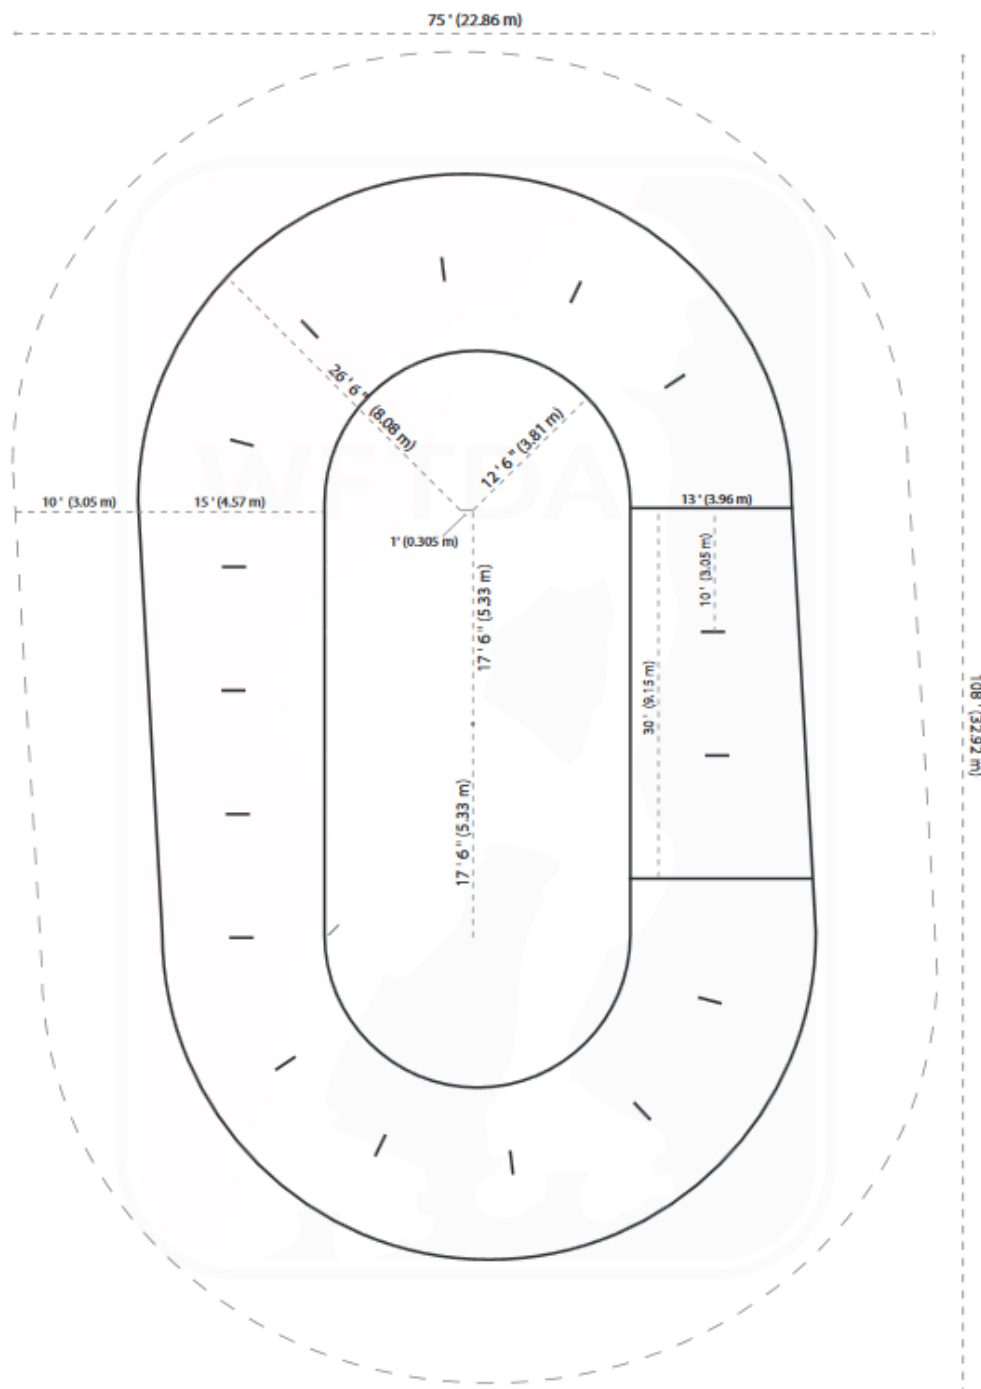 75 ' (22.86 m)
26 ' 6 " (8.08 m)
12 ' 6 " (3.81 m)
WFTDA
10 ' (3.05 m)
15 ' (4.57 m)
13 ' (3.96 m)
1' (0.305 m)
10 ' (3.05 m)
17 ' 6 " (5.33 m)
30 ' (9.15 m)
108 ' (32.92 m)
17 ' 6 " (5.33 m)